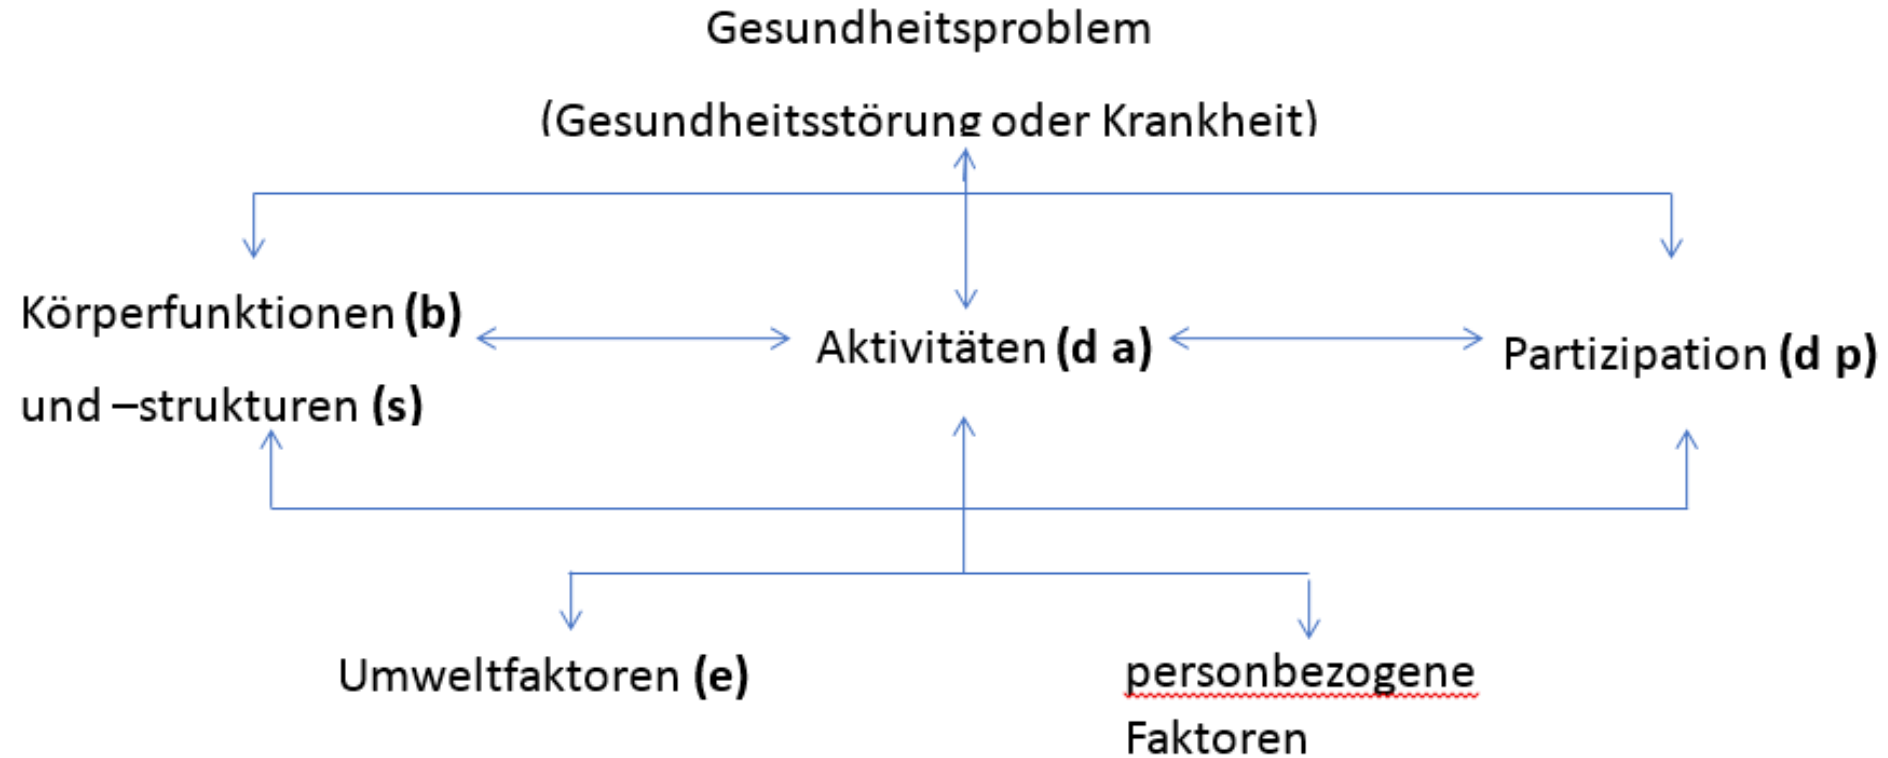 Gesundheitsproblem
(Gesundheitsstörung oder Krankheit)
Körperfunktionen (b)
und –strukturen (s)
Aktivitäten (d a)
Partizipation (d p)
Umweltfaktoren (e)
personbezogene
Faktoren